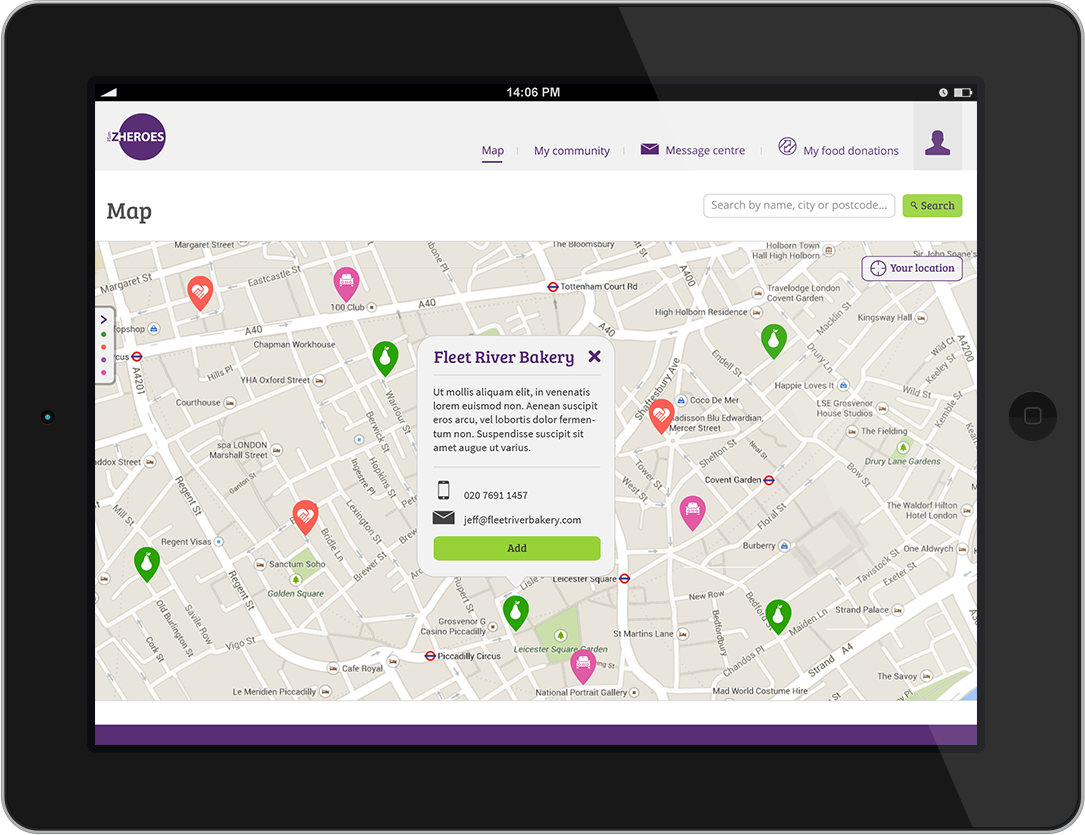 14:06 PM
Plan
ZHEROES
Map
My community
Message centre
My food donations
Map
Search by name, city or postcode...
Search
Margaret Street
The Bloomsbury
Holborn Town
Hall High Holborn
Sir John Soane's
Your location
Margaret St
Eastcastle St
100 Club
A40
Tottenham Court Rd
A400
Travelodge London
Covent Garden
Macklin St
High Holborn Residence
Kingsway Hall
Topshop
A40
A40
Chapman Workhouse
Drury Ln
Wild Ct
A4201
Hills Pl
YHA Oxford Street
Wardour St
Endell St
Keeley St
Kemble St
Happie Loves It
Courthouse
Shaftesbury Ave
Coco De Mer
LSE Grosvenor
House Studios
Radisson Blu Edwardian,
Mercer Street
Berwick St
spa LONDON
Marshall Street
Shelton St
Neal St
The Fielding
Drury Lane Gardens
Bow St
Hopkins St
Ingestre Pl
Ganton St
Tower St
West St
Covent Garden
Mill St
Lexington St
Floral St
The Waldorf Hilton
Hotel London
Regent Visas
Bridle Ln
Brewer St
Burberry
One Aldwych
Sanctum Soho
Golden Square
Regent St
Tavistock St
Exeter St
Fleet River Bakery
Ut mollis aliquam elit, in venenatis
lorem euismod non. Aenean suscipit
eros arcu, vel lobortis dolor fermen-
tum non. Suspendisse suscipit sit
amet augue ut varius.
020 7691 1457
jeff@fleetriverbakery.com
Add
Lisle St
Leicester Square
Rupert St
New Row
Bedford St
Bedfordbury
Maiden Ln
Strand Palace
Old Burlington St
Savile Row
Vigo St
Cork St
Grosvenor G
Casino Piccadilly
St Martins Lane
Leicester Square Garden
Piccadilly Circus
Chandos Pl
Strand
A4
Cafe Royal
The Savoy
Le Meridien Piccadilly
National Portrait Gallery
Mad World Costume Hire